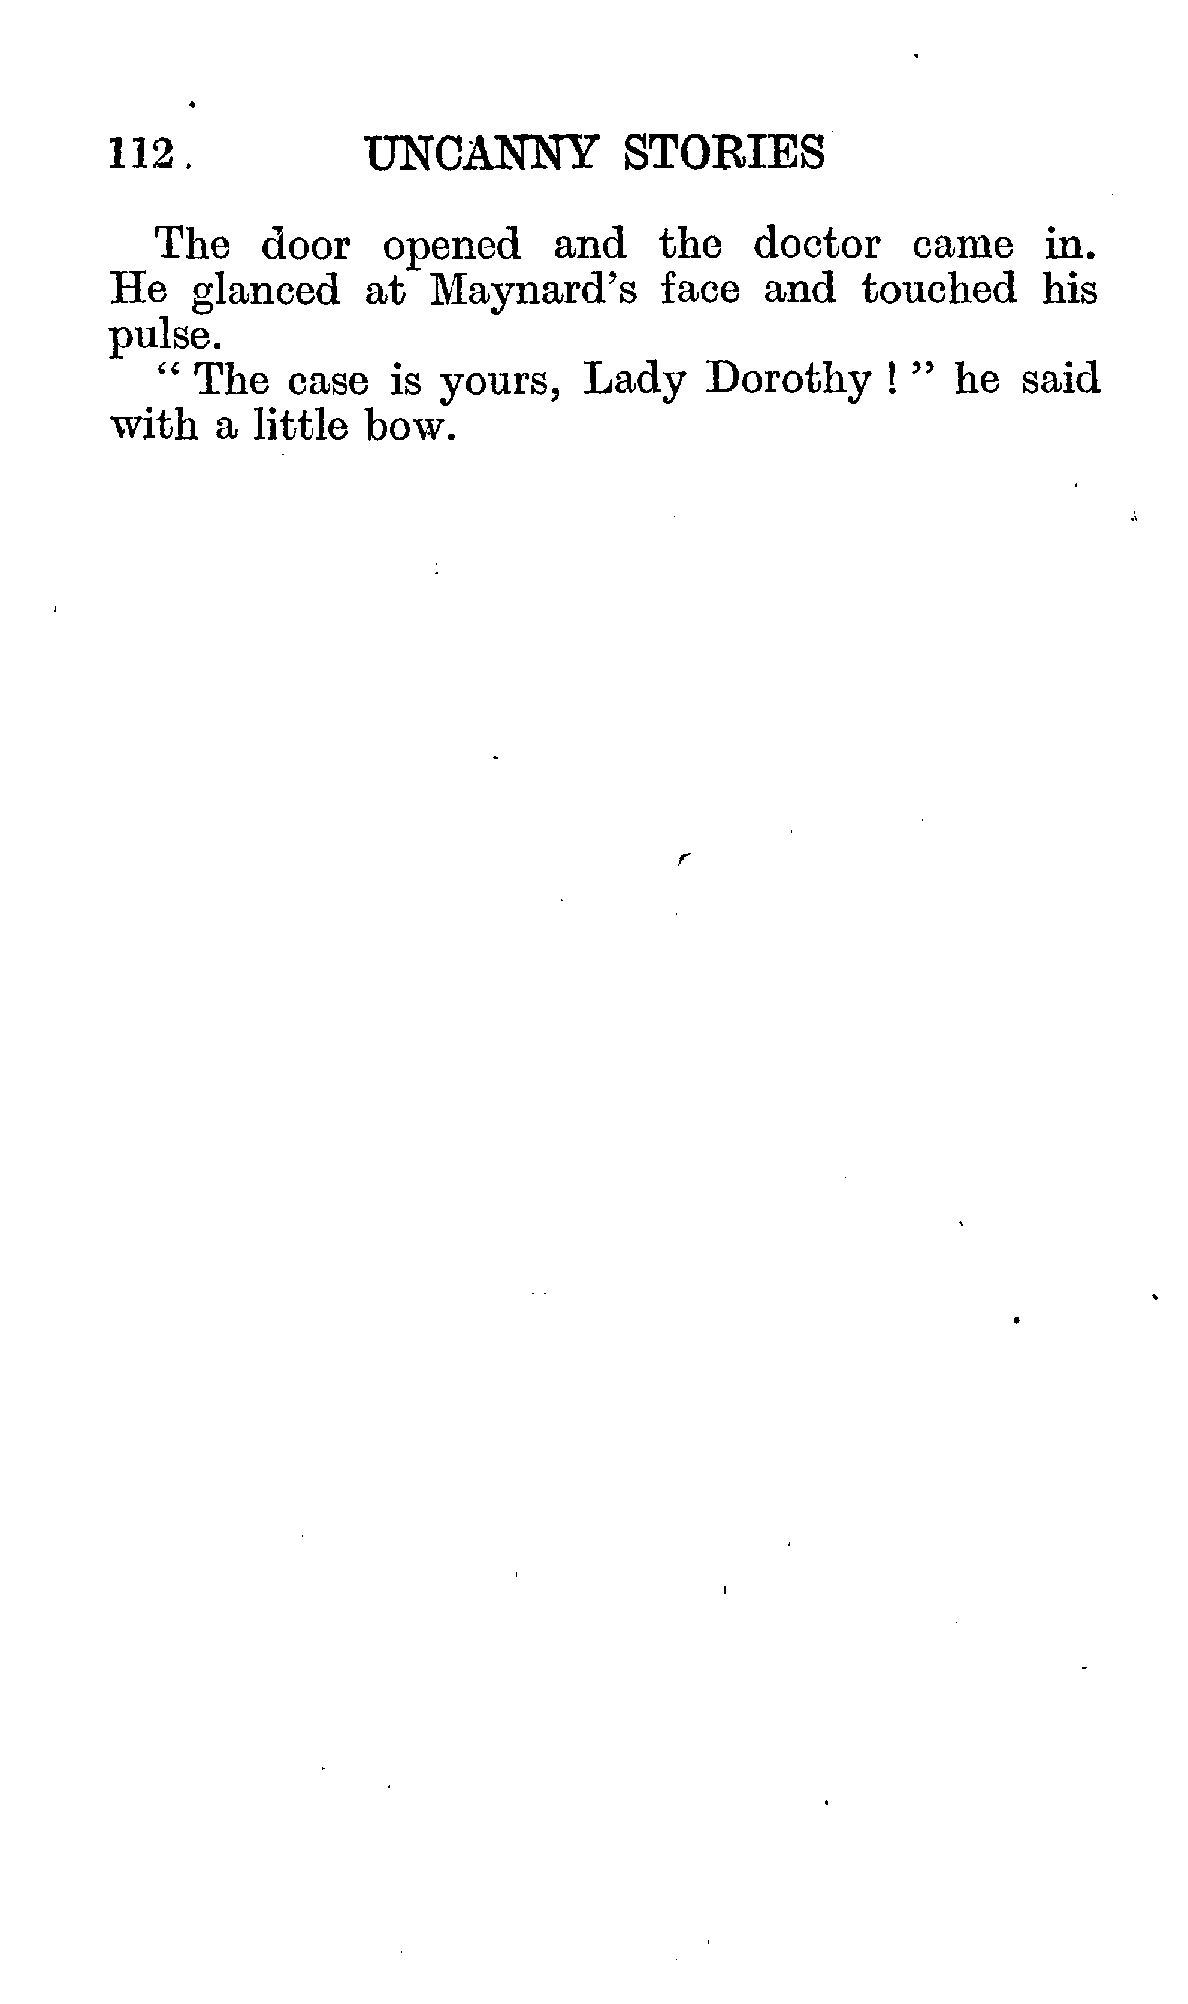 112. UNCANNY STORIES
The door opened and the doctor came in.
He glanced at Maynard's face and touched his
pulse.
" The case is yours, Lady Dorothy ! " he said
with a little bow.